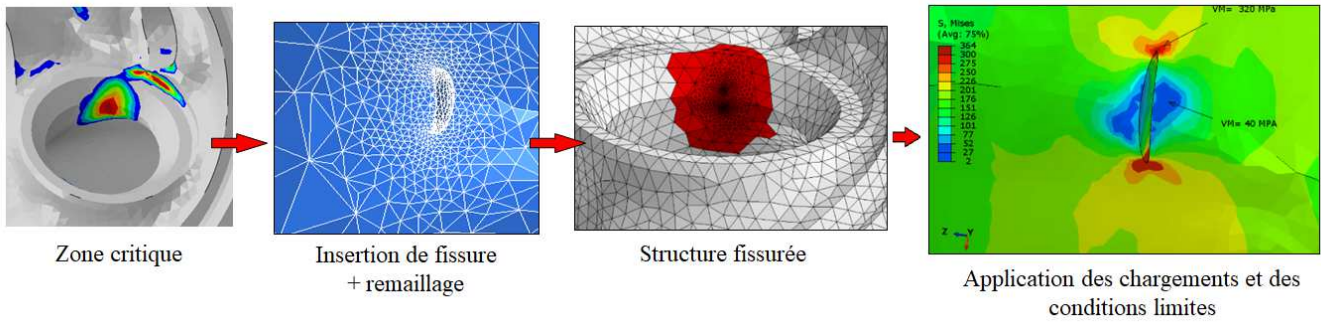 S, Mises
(Avg: 75%)
364
300
275
250
226
201
176
151
126
101
77
52
27
2
VM= 320 MPa
VM= 40 MPA
Z
Y
Zone critique
Insertion de fissure
+ remaillage
Structure fissurée
Application des chargements et des
conditions limites